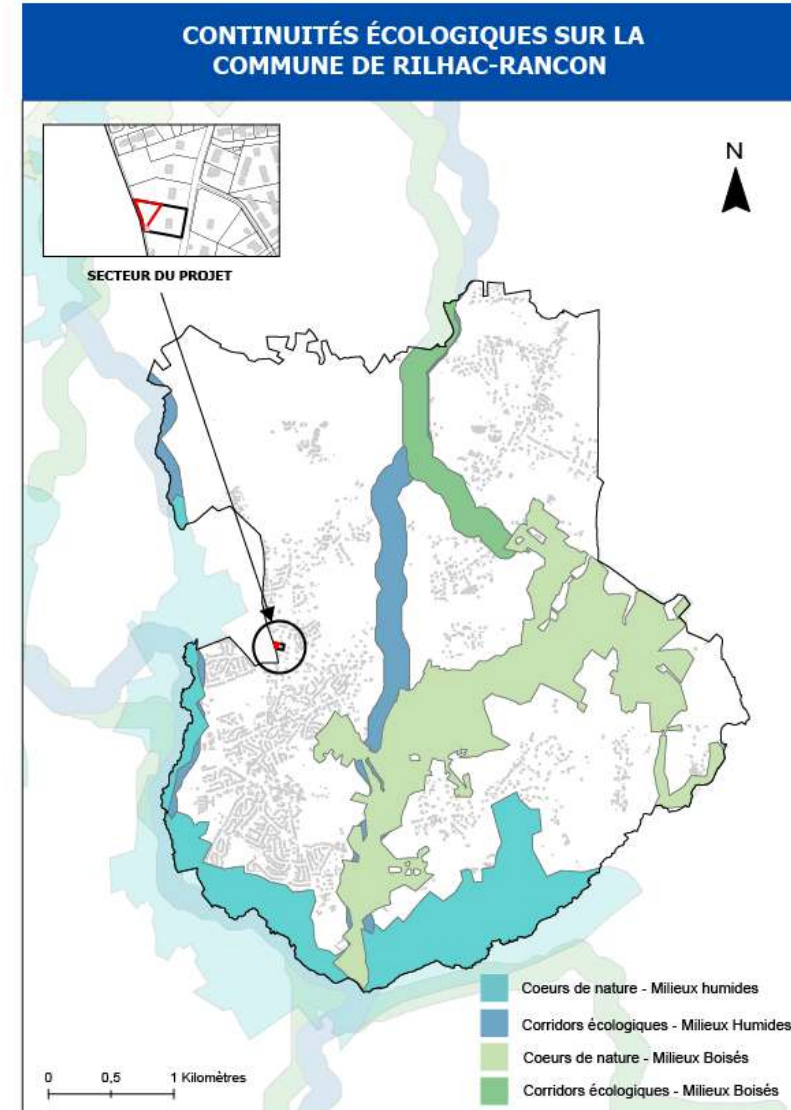 CONTINUITÉS ÉCOLOGIQUES SUR LA
COMMUNE DE RILHAC-RANCON
N
SECTEUR DU PROJET
Coeurs de nature - Milieux humides
Corridors écologiques - Milieux Humides
Coeurs de nature - Milieux Boisés
Corridors écologiques - Milieux Boisés
0 0,5 1 Kilomètres